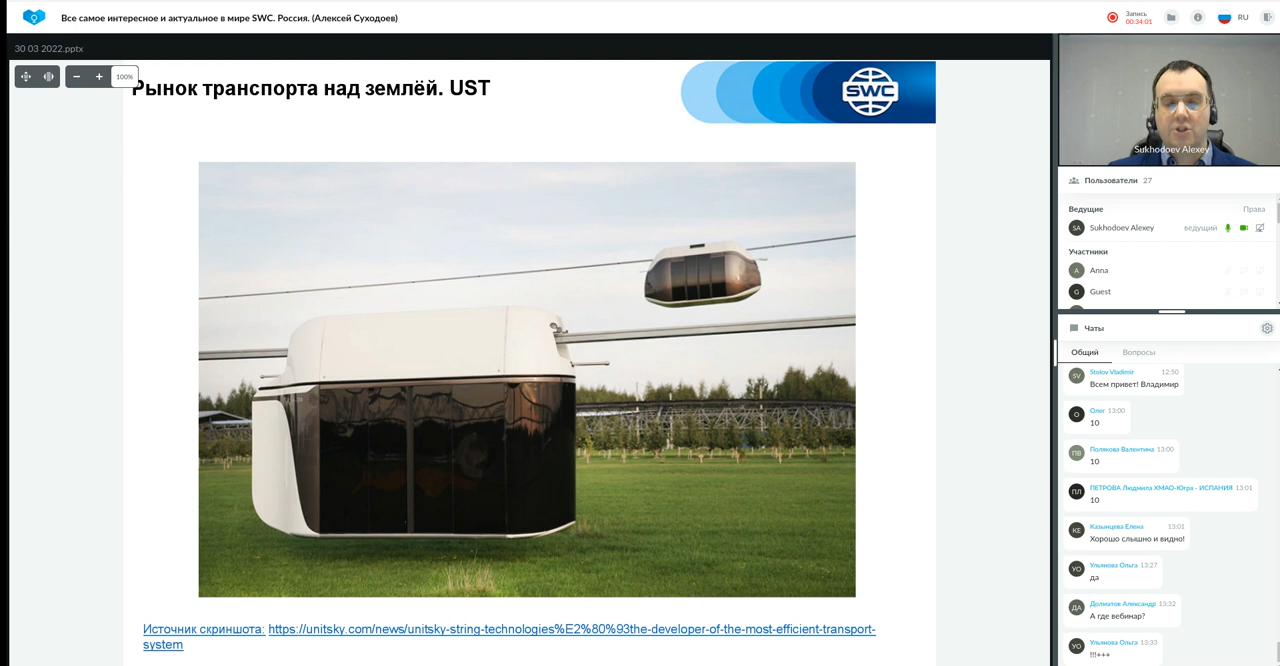 Все самое интересное и актуальное в мире SWC. Россия. (Алексей Суходоев)
Запись
00:34:01
RU
30 03 2022.pptx
100%
Рынок транспорта над землёй. UST
SWC
Источник скриншота: https://unitsky.com/news/unitsky-string-technologies%E2%80%93the-developer-of-the-most-efficient-transport-
system
Sukhodoev Alexey
Пользователи 27
Ведущие Права
SA Sukhodoev Alexey ведущий
Участники
A Anna
G Guest
Чаты
Общий Вопросы
SV Stolov Vladimir 12:50
Всем привет! Владимир
О Олег 13:00
10
ПВ Полякова Валентина 13:00
10
ПЛ ПЕТРОВА Людмила ХМАО-Югра - ИСПАНИЯ 13:01
10
КЕ Казынцева Елена 13:01
Хорошо слышно и видно!
УО Ульянова Ольга 13:27
да
ДА Долматов Александр 13:32
А где вебинар?
УО Ульянова Ольга 13:33
!!!+++